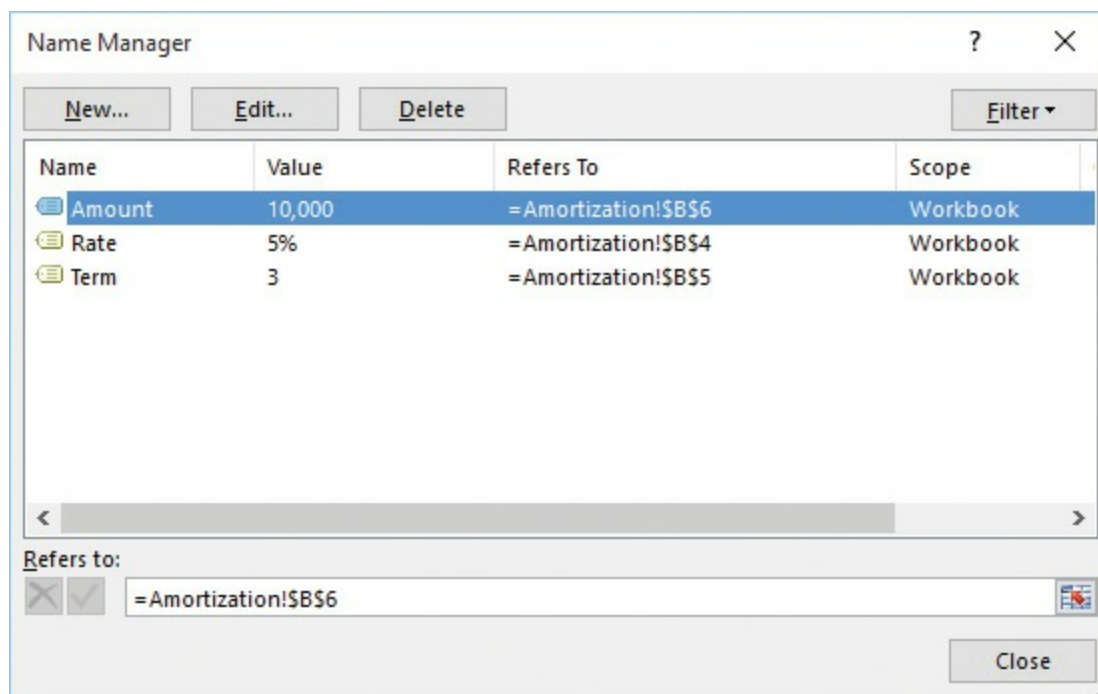 Name Manager ?
New... Edit... Delete Filter
Name Value Refers To Scope
Amount 10,000 =Amortization!$B$6 Workbook
Rate 5% =Amortization!$B$4 Workbook
Term 3 =Amortization!$B$5 Workbook
Refers to:
=Amortization!$B$6
Close